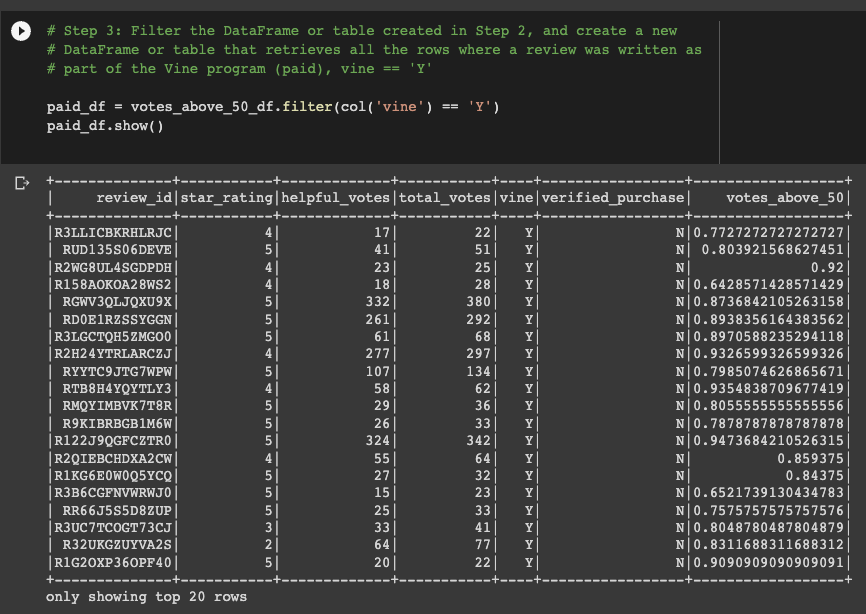 # Step 3: Filter the DataFrame or table created in Step 2, and create a new
# DataFrame or table that retrieves all the rows where a review was written as
# part of the Vine program (paid), vine == 'Y'
paid_df = votes_above_50_df.filter(col('vine') == 'Y')
paid_df.show()
+--------------+-----------+-------------+-----------+----+-----------------+------------------+
|     review_id|star_rating|helpful_votes|total_votes|vine|verified_purchase|    votes_above_50|
+--------------+-----------+-------------+-----------+----+-----------------+------------------+
|R3LLICBKRHLRJC|          4|           17|         22|   Y|                N|0.7727272727272727|
| RUD135S06DEVE|          5|           41|         51|   Y|                N| 0.803921568627451|
|R2WG8UL4SGDPDH|          4|           23|         25|   Y|                N|              0.92|
|R158AOKOA28WS2|          4|           18|         28|   Y|                N|0.6428571428571429|
| RGWV3QLJQXU9X|          5|          332|        380|   Y|                N|0.8736842105263158|
| RD0E1RZSSYGGN|          5|          261|        292|   Y|                N|0.8938356164383562|
|R3LGCTQH5ZMGO0|          5|           61|         68|   Y|                N|0.8970588235294118|
|R2H24YTRLARCZJ|          4|          277|        297|   Y|                N|0.9326599326599326|
| RYYTC9JTG7WPW|          5|          107|        134|   Y|                N|0.7985074626865671|
| RTB8H4YQYTLY3|          4|           58|         62|   Y|                N|0.9354838709677419|
| RMQYIMBVK7T8R|          5|           29|         36|   Y|                N|0.8055555555555556|
| R9KIBRBGB1M6W|          5|           26|         33|   Y|                N|0.7878787878787878|
|R122J9QGFCZTR0|          5|          324|        342|   Y|                N|0.9473684210526315|
|R2QIEBCHDXA2CW|          4|           55|         64|   Y|                N|          0.859375|
|R1KG6E0W0Q5YCQ|          5|           27|         32|   Y|                N|           0.84375|
|R3B6CGFNVWRWJ0|          5|           15|         23|   Y|                N|0.6521739130434783|
| RR66J5S5D8ZUP|          5|           25|         33|   Y|                N|0.7575757575757576|
|R3UC7TCOGT73CJ|          3|           33|         41|   Y|                N|0.8048780487804879|
| R32UKGZUYVA2S|          2|           64|         77|   Y|                N|0.8311688311688312|
|R1G2OXP36OPF40|          5|           20|         22|   Y|                N|0.9090909090909091|
+--------------+-----------+-------------+-----------+----+-----------------+------------------+
only showing top 20 rows